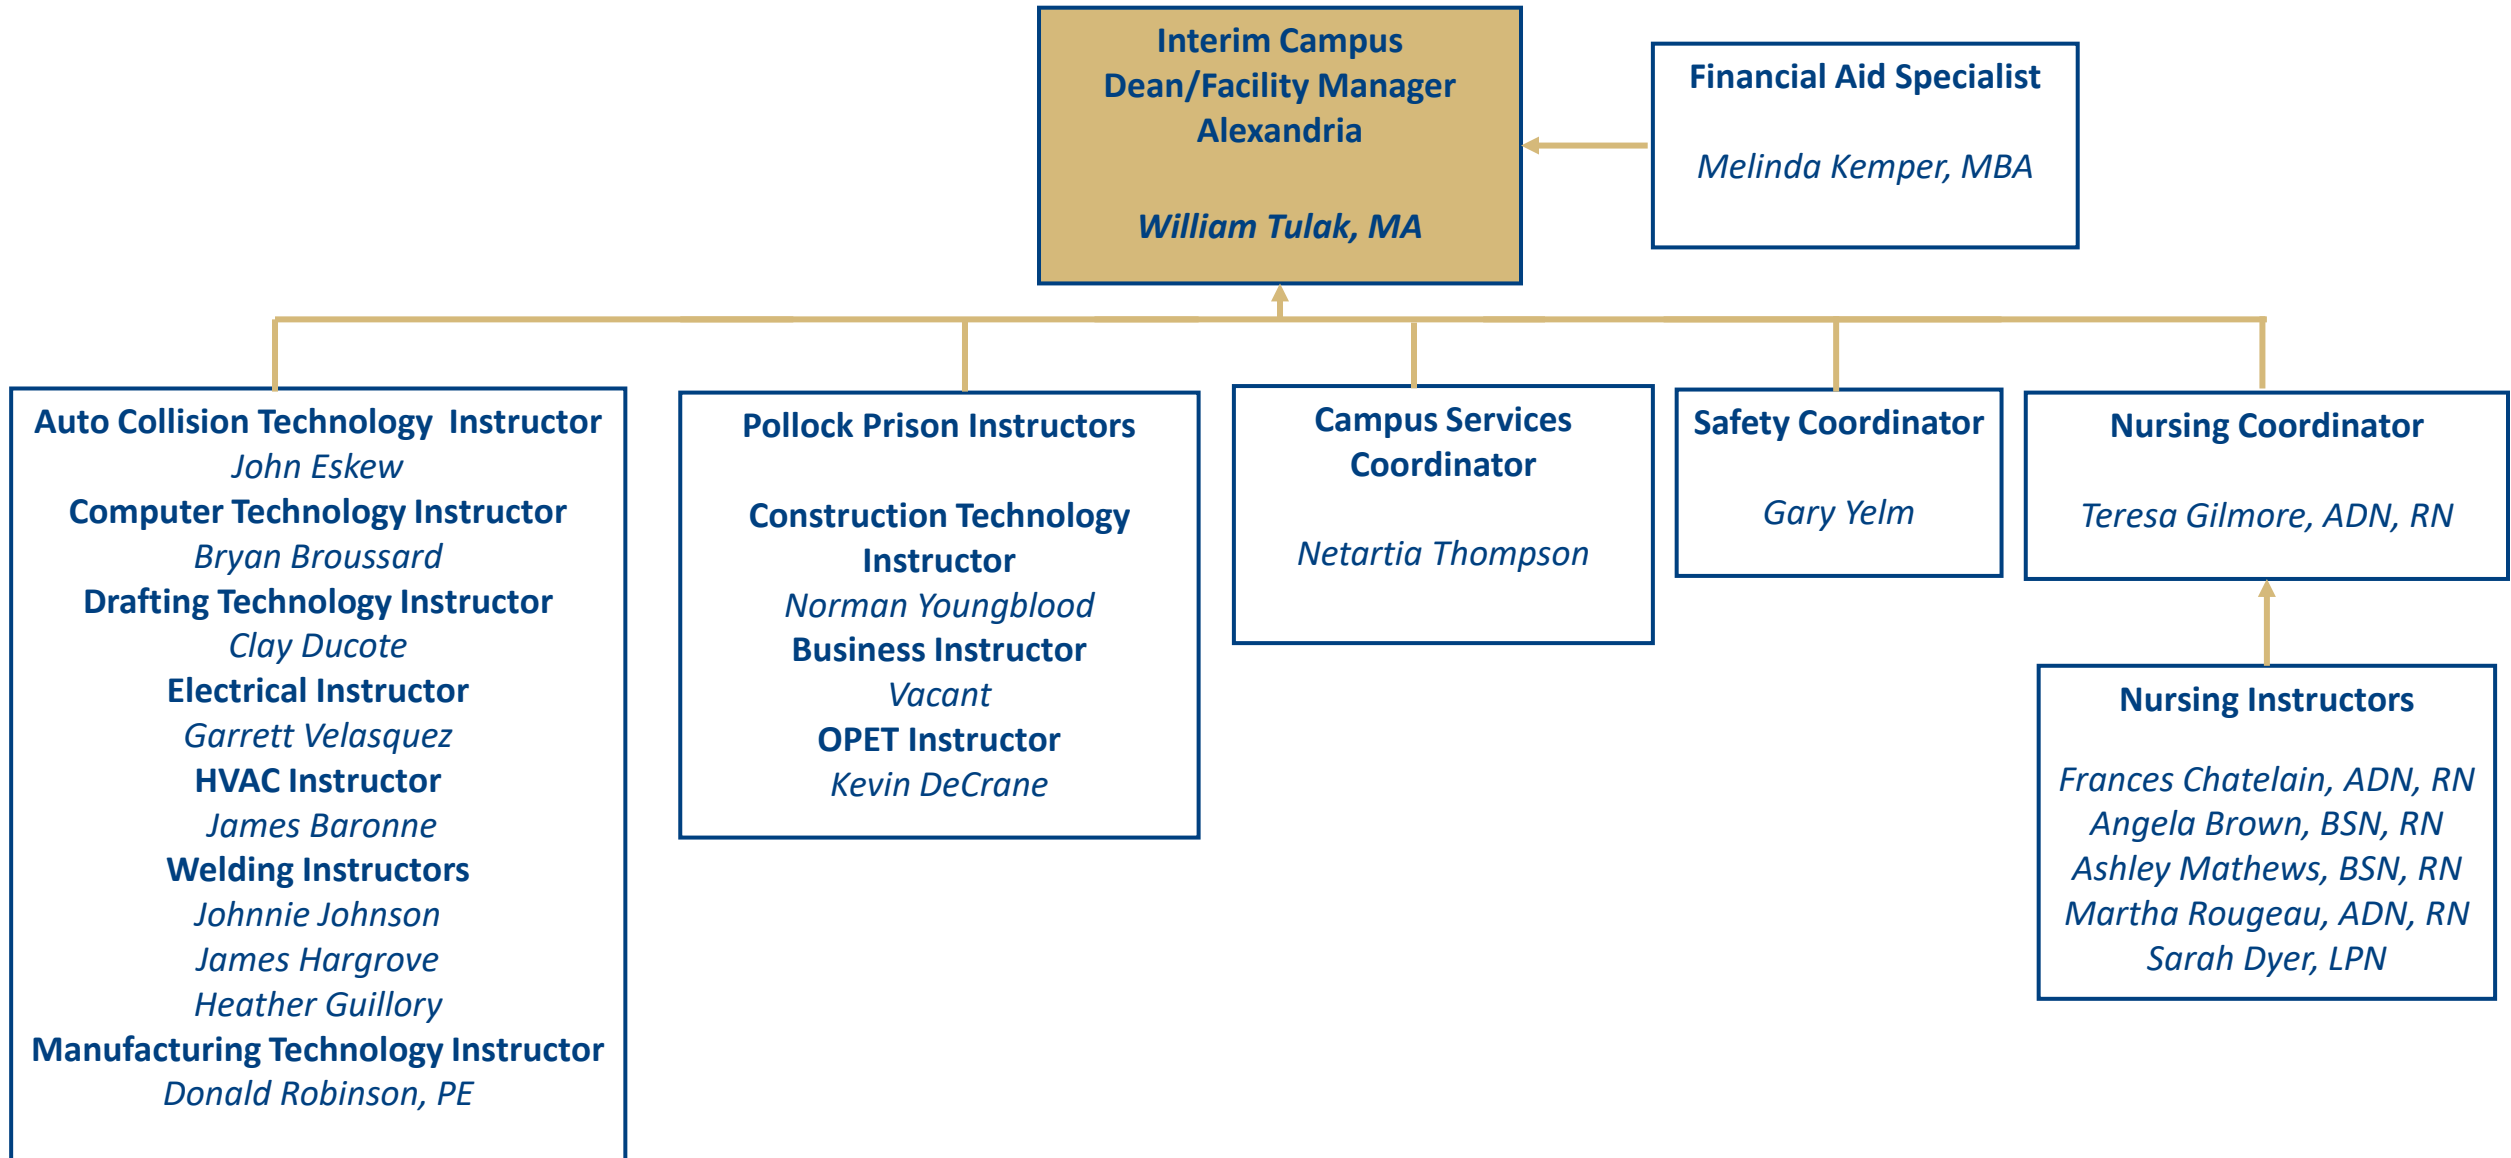 Interim Campus
Dean/Facility Manager
Alexandria
William Tulak, MA
Financial Aid Specialist
Melinda Kemper, MBA
Auto Collision Technology  Instructor
John Eskew
Computer Technology Instructor
Bryan Broussard
Drafting Technology Instructor
Clay Ducote
Electrical Instructor
Garrett Velasquez
HVAC Instructor
James Baronne
Welding Instructors
Johnnie Johnson
James Hargrove
Heather Guillory
Manufacturing Technology Instructor
Donald Robinson, PE
Pollock Prison Instructors
Construction Technology
Instructor
Norman Youngblood
Business Instructor
Vacant
OPET Instructor
Kevin DeCrane
Campus Services
Coordinator
Netartia Thompson
Safety Coordinator
Gary Yelm
Nursing Coordinator
Teresa Gilmore, ADN, RN
Nursing Instructors
Frances Chatelain, ADN, RN
Angela Brown, BSN, RN
Ashley Mathews, BSN, RN
Martha Rougeau, ADN, RN
Sarah Dyer, LPN